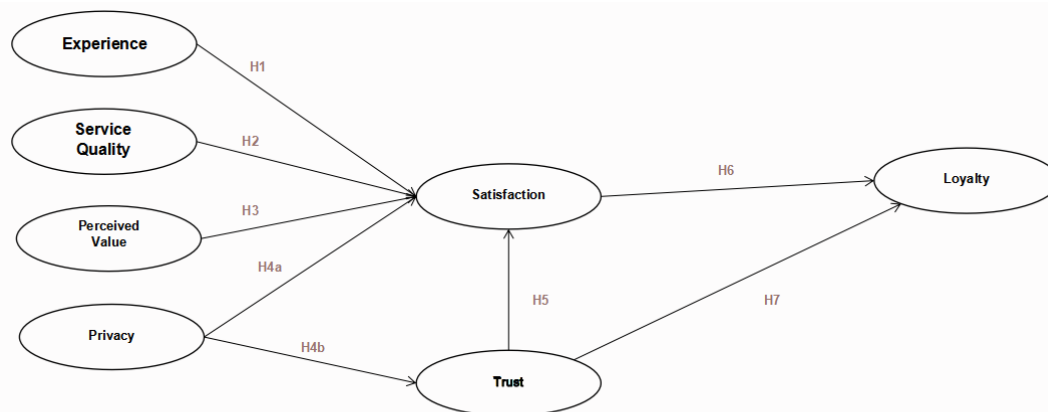 Experience
H1
Service
Quality
H2
Perceived
Value
H3
Privacy
H4a
H4b
Satisfaction
H5
Trust
H6
H7
Loyalty